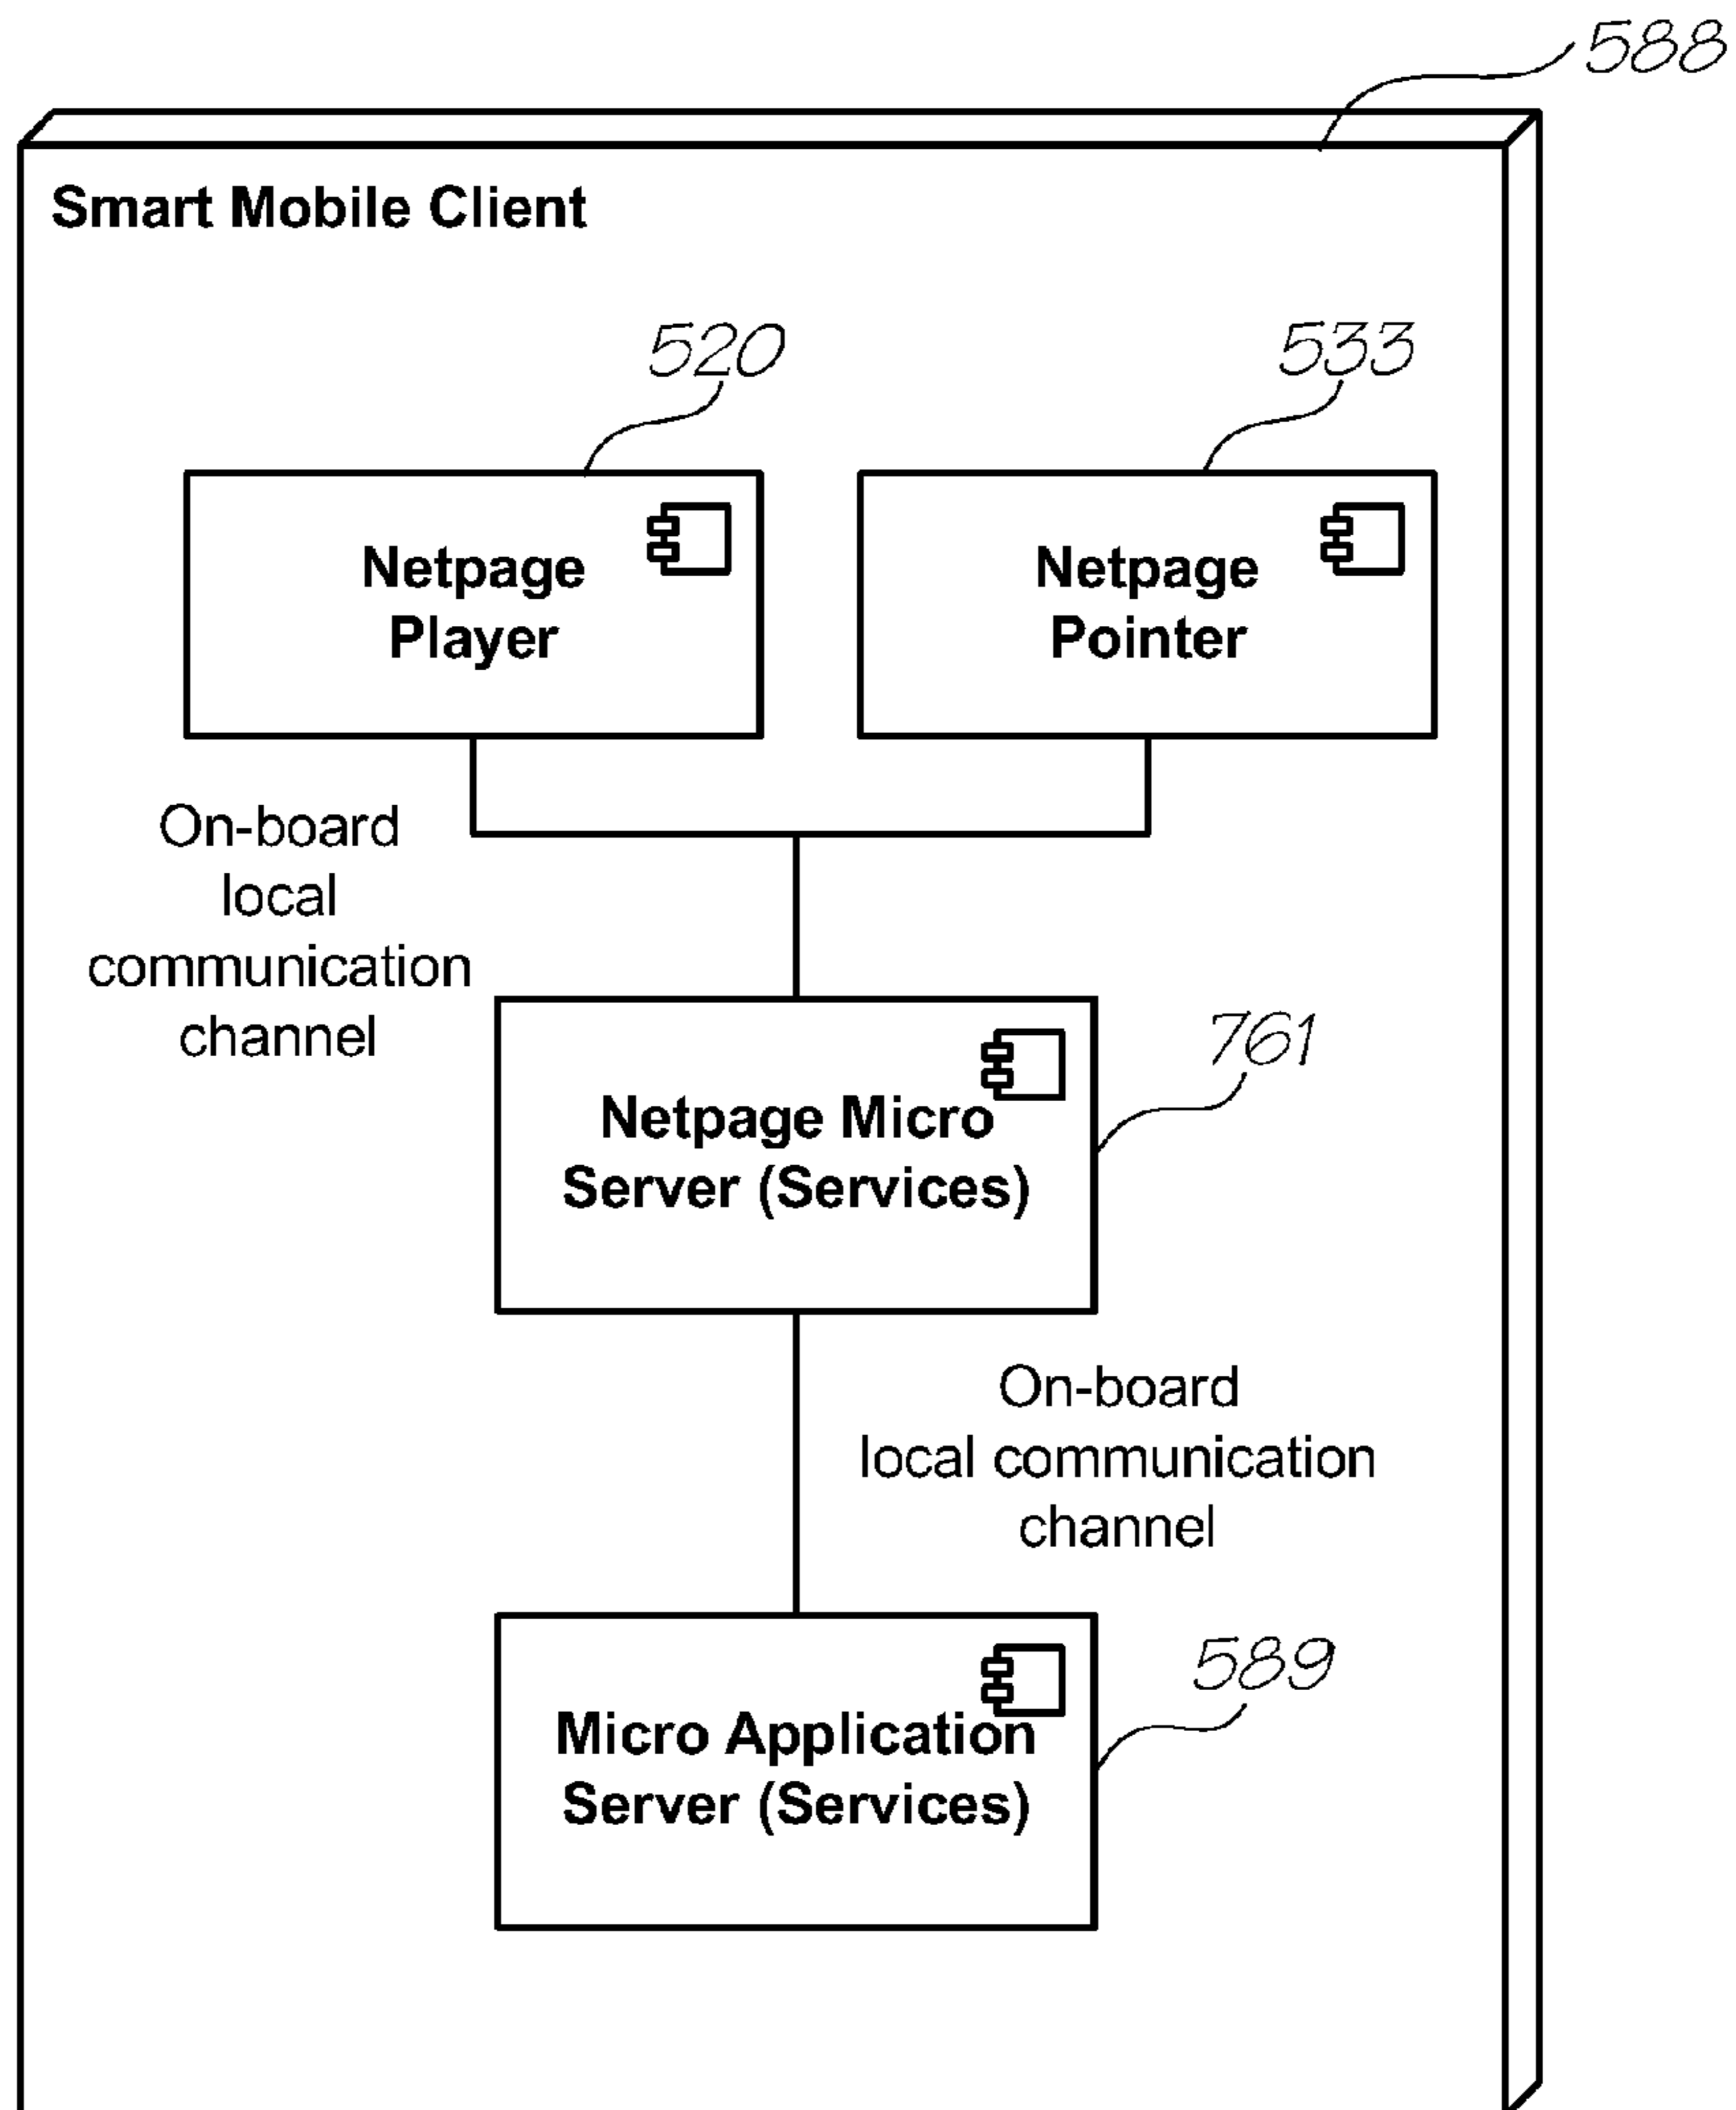 588
Smart Mobile Client
520
533
Netpage
Player
Netpage
Pointer
On-board
local
communication
channel
761
Netpage Micro
Server (Services)
On-board
local communication
channel
589
Micro Application
Server (Services)